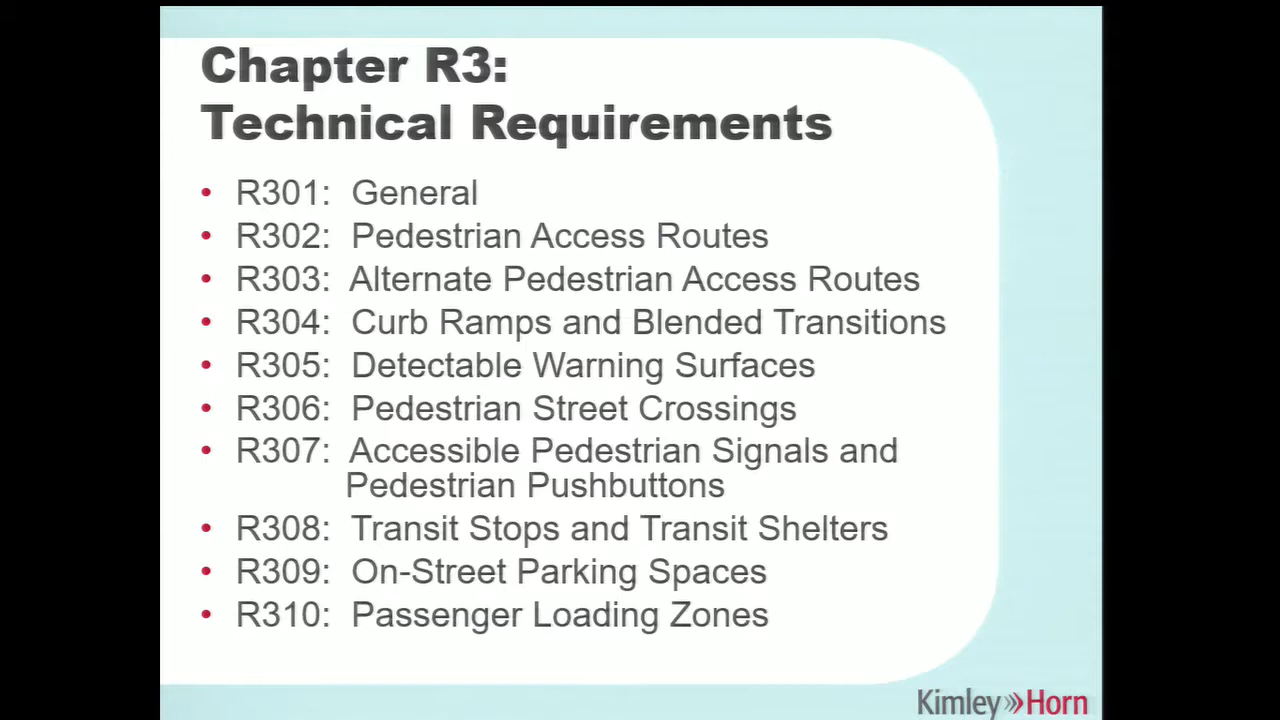 Chapter R3:
Technical Requirements
• R301: General
• R302: Pedestrian Access Routes
• R303: Alternate Pedestrian Access Routes
• R304: Curb Ramps and Blended Transitions
• R305: Detectable Warning Surfaces
• R306: Pedestrian Street Crossings
• R307: Accessible Pedestrian Signals and
Pedestrian Pushbuttons
• R308: Transit Stops and Transit Shelters
• R309: On-Street Parking Spaces
• R310: Passenger Loading Zones
Kimley»Horn